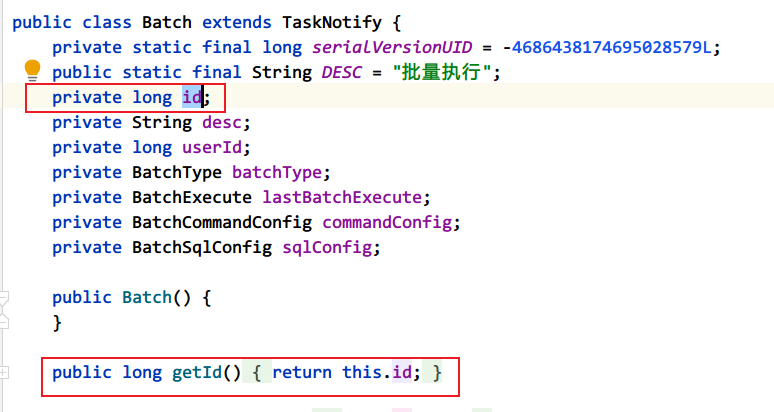 public class Batch extends TaskNotify {
private static final long serialVersionUID = -4686438174695028579L;
public static final String DESC = "批量执行";
private long id;
private String desc;
private long userId;
private BatchType batchType;
private BatchExecute lastBatchExecute;
private BatchCommandConfig commandConfig;
private BatchSqlConfig sqlConfig;
public Batch() {
}
public long getId() { return this.id; }